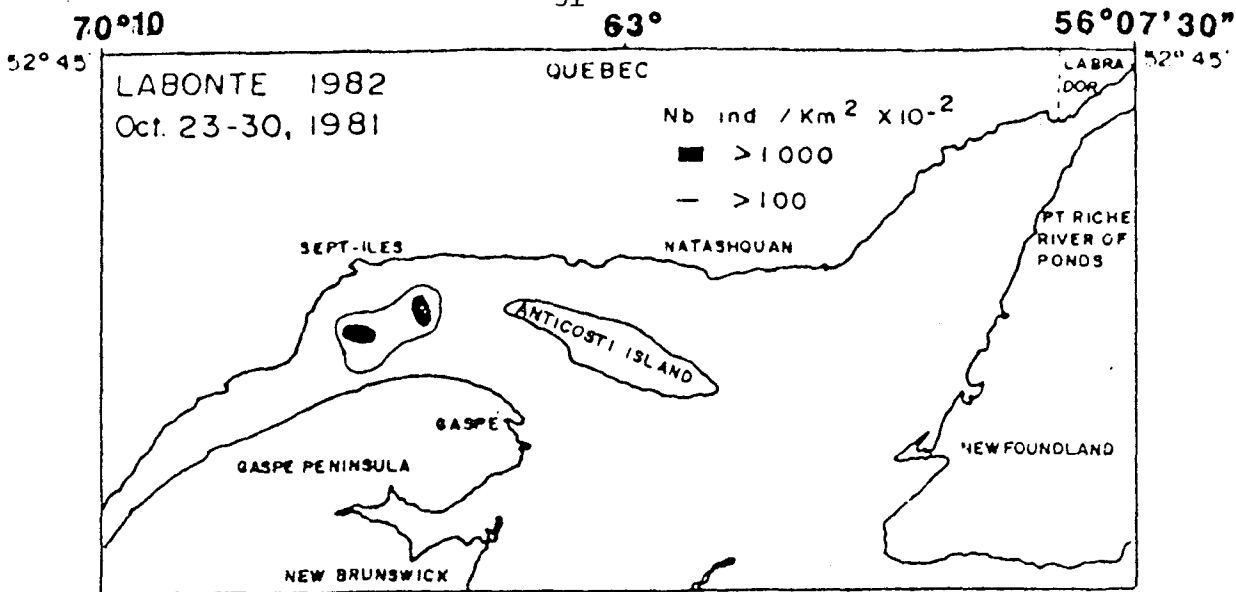 51
70°10 63° 56°07'30"
52°45' 52°45'
QUEBEC
LABRA
DOR
LABONTE 1982
Oct. 23-30, 1981
Nb ind /Km² X10-²
>1000
>100
SEPT-ILES
NATASHQUAN
PT RICHE
RIVER OF
PONDS
ANTICOSTI ISLAND
GASPÉ
GASPE PENINSULA
NEWFOUNDLAND
NEW BRUNSWICK